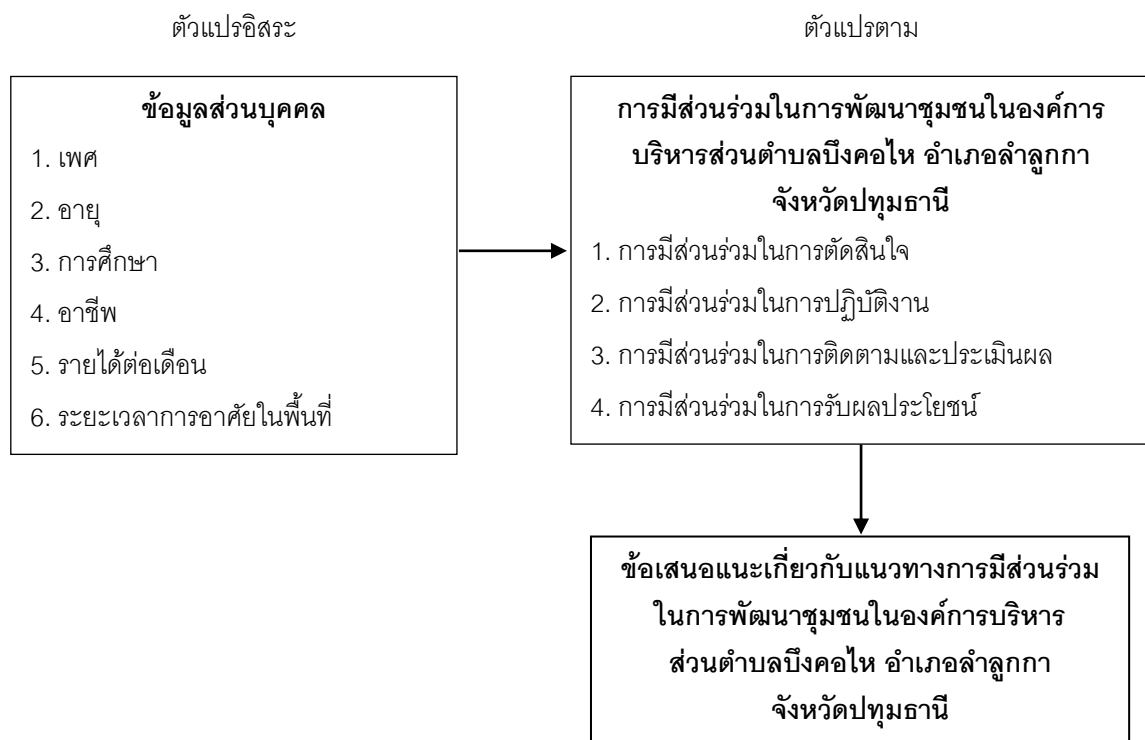 ตัวแปรอิสระ
ตัวแปรตาม
ข้อมูลส่วนบุคคล
1. เพศ
2. อายุ
3. การศึกษา
4. อาชีพ
5. รายได้ต่อเดือน
6. ระยะเวลาการอาศัยในพื้นที่
การมีส่วนร่วมในการพัฒนาชุมชนในองค์การ
บริหารส่วนตำบลบึงคอไห อำเภอลำลูกกา
จังหวัดปทุมธานี
1. การมีส่วนร่วมในการตัดสินใจ
2. การมีส่วนร่วมในการปฏิบัติงาน
3. การมีส่วนร่วมในการติดตามและประเมินผล
4. การมีส่วนร่วมในการรับผลประโยชน์
ข้อเสนอแนะเกี่ยวกับแนวทางการมีส่วนร่วม
ในการพัฒนาชุมชนในองค์การบริหาร
ส่วนตำบลบึงคอไห อำเภอลำลูกกา
จังหวัดปทุมธานี